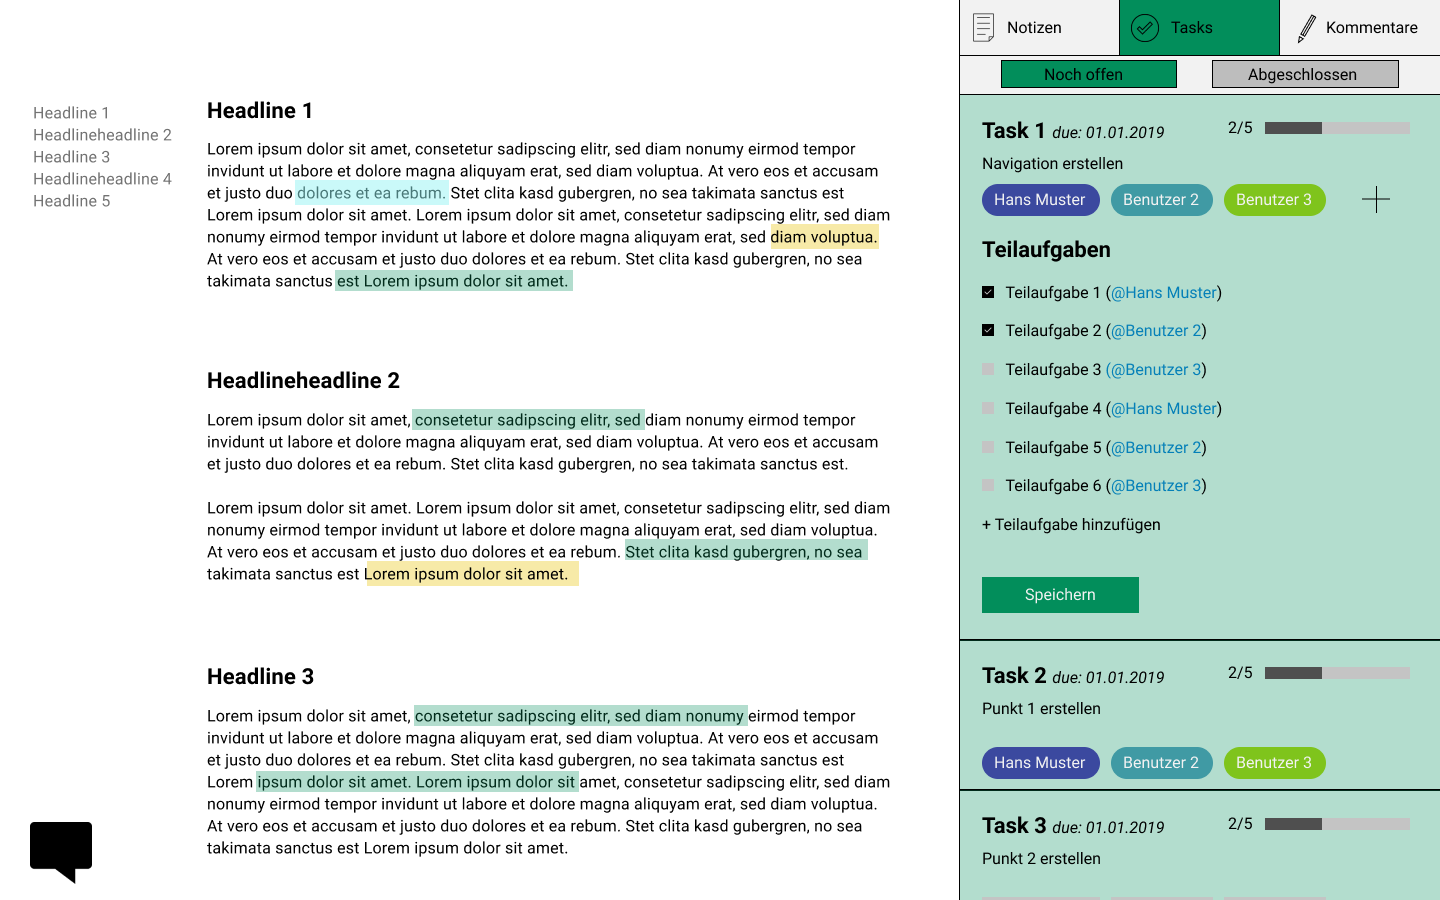 Headline 1
Headlineheadline 2
Headline 3
Headlineheadline 4
Headline 5
Headline 1
Lorem ipsum dolor sit amet, consetetur sadipscing elitr, sed diam nonumy eirmod tempor
invidunt ut labore et dolore magna aliquyam erat, sed diam voluptua. At vero eos et accusam
et justo duo dolores et ea rebum. Stet clita kasd gubergren, no sea takimata sanctus est
Lorem ipsum dolor sit amet. Lorem ipsum dolor sit amet, consetetur sadipscing elitr, sed diam
nonumy eirmod tempor invidunt ut labore et dolore magna aliquyam erat, sed diam voluptua.
At vero eos et accusam et justo duo dolores et ea rebum. Stet clita kasd gubergren, no sea
takimata sanctus est Lorem ipsum dolor sit amet.
Headlineheadline 2
Lorem ipsum dolor sit amet, consetetur sadipscing elitr, sed diam nonumy eirmod tempor
invidunt ut labore et dolore magna aliquyam erat, sed diam voluptua. At vero eos et accusam
et justo duo dolores et ea rebum. Stet clita kasd gubergren, no sea takimata sanctus est.
Lorem ipsum dolor sit amet. Lorem ipsum dolor sit amet, consetetur sadipscing elitr, sed diam
nonumy eirmod tempor invidunt ut labore et dolore magna aliquyam erat, sed diam voluptua.
At vero eos et accusam et justo duo dolores et ea rebum. Stet clita kasd gubergren, no sea
takimata sanctus est Lorem ipsum dolor sit amet.
Headline 3
Lorem ipsum dolor sit amet, consetetur sadipscing elitr, sed diam nonumy eirmod tempor
invidunt ut labore et dolore magna aliquyam erat, sed diam voluptua. At vero eos et accusam
et justo duo dolores et ea rebum. Stet clita kasd gubergren, no sea takimata sanctus est
Lorem ipsum dolor sit amet. Lorem ipsum dolor sit amet, consetetur sadipscing elitr, sed diam
nonumy eirmod tempor invidunt ut labore et dolore magna aliquyam erat, sed diam voluptua.
At vero eos et accusam et justo duo dolores et ea rebum. Stet clita kasd gubergren, no sea
takimata sanctus est Lorem ipsum dolor sit amet.
Notizen
Tasks
Kommentare
Noch offen
Abgeschlossen
Task 1 due: 01.01.2019
2/5
Navigation erstellen
Hans Muster
Benutzer 2
Benutzer 3
Teilaufgaben
Teilaufgabe 1 (@Hans Muster)
Teilaufgabe 2 (@Benutzer 2)
Teilaufgabe 3 (@Benutzer 3)
Teilaufgabe 4 (@Hans Muster)
Teilaufgabe 5 (@Benutzer 2)
Teilaufgabe 6 (@Benutzer 3)
+ Teilaufgabe hinzufügen
Speichern
Task 2 due: 01.01.2019
2/5
Punkt 1 erstellen
Hans Muster
Benutzer 2
Benutzer 3
Task 3 due: 01.01.2019
2/5
Punkt 2 erstellen